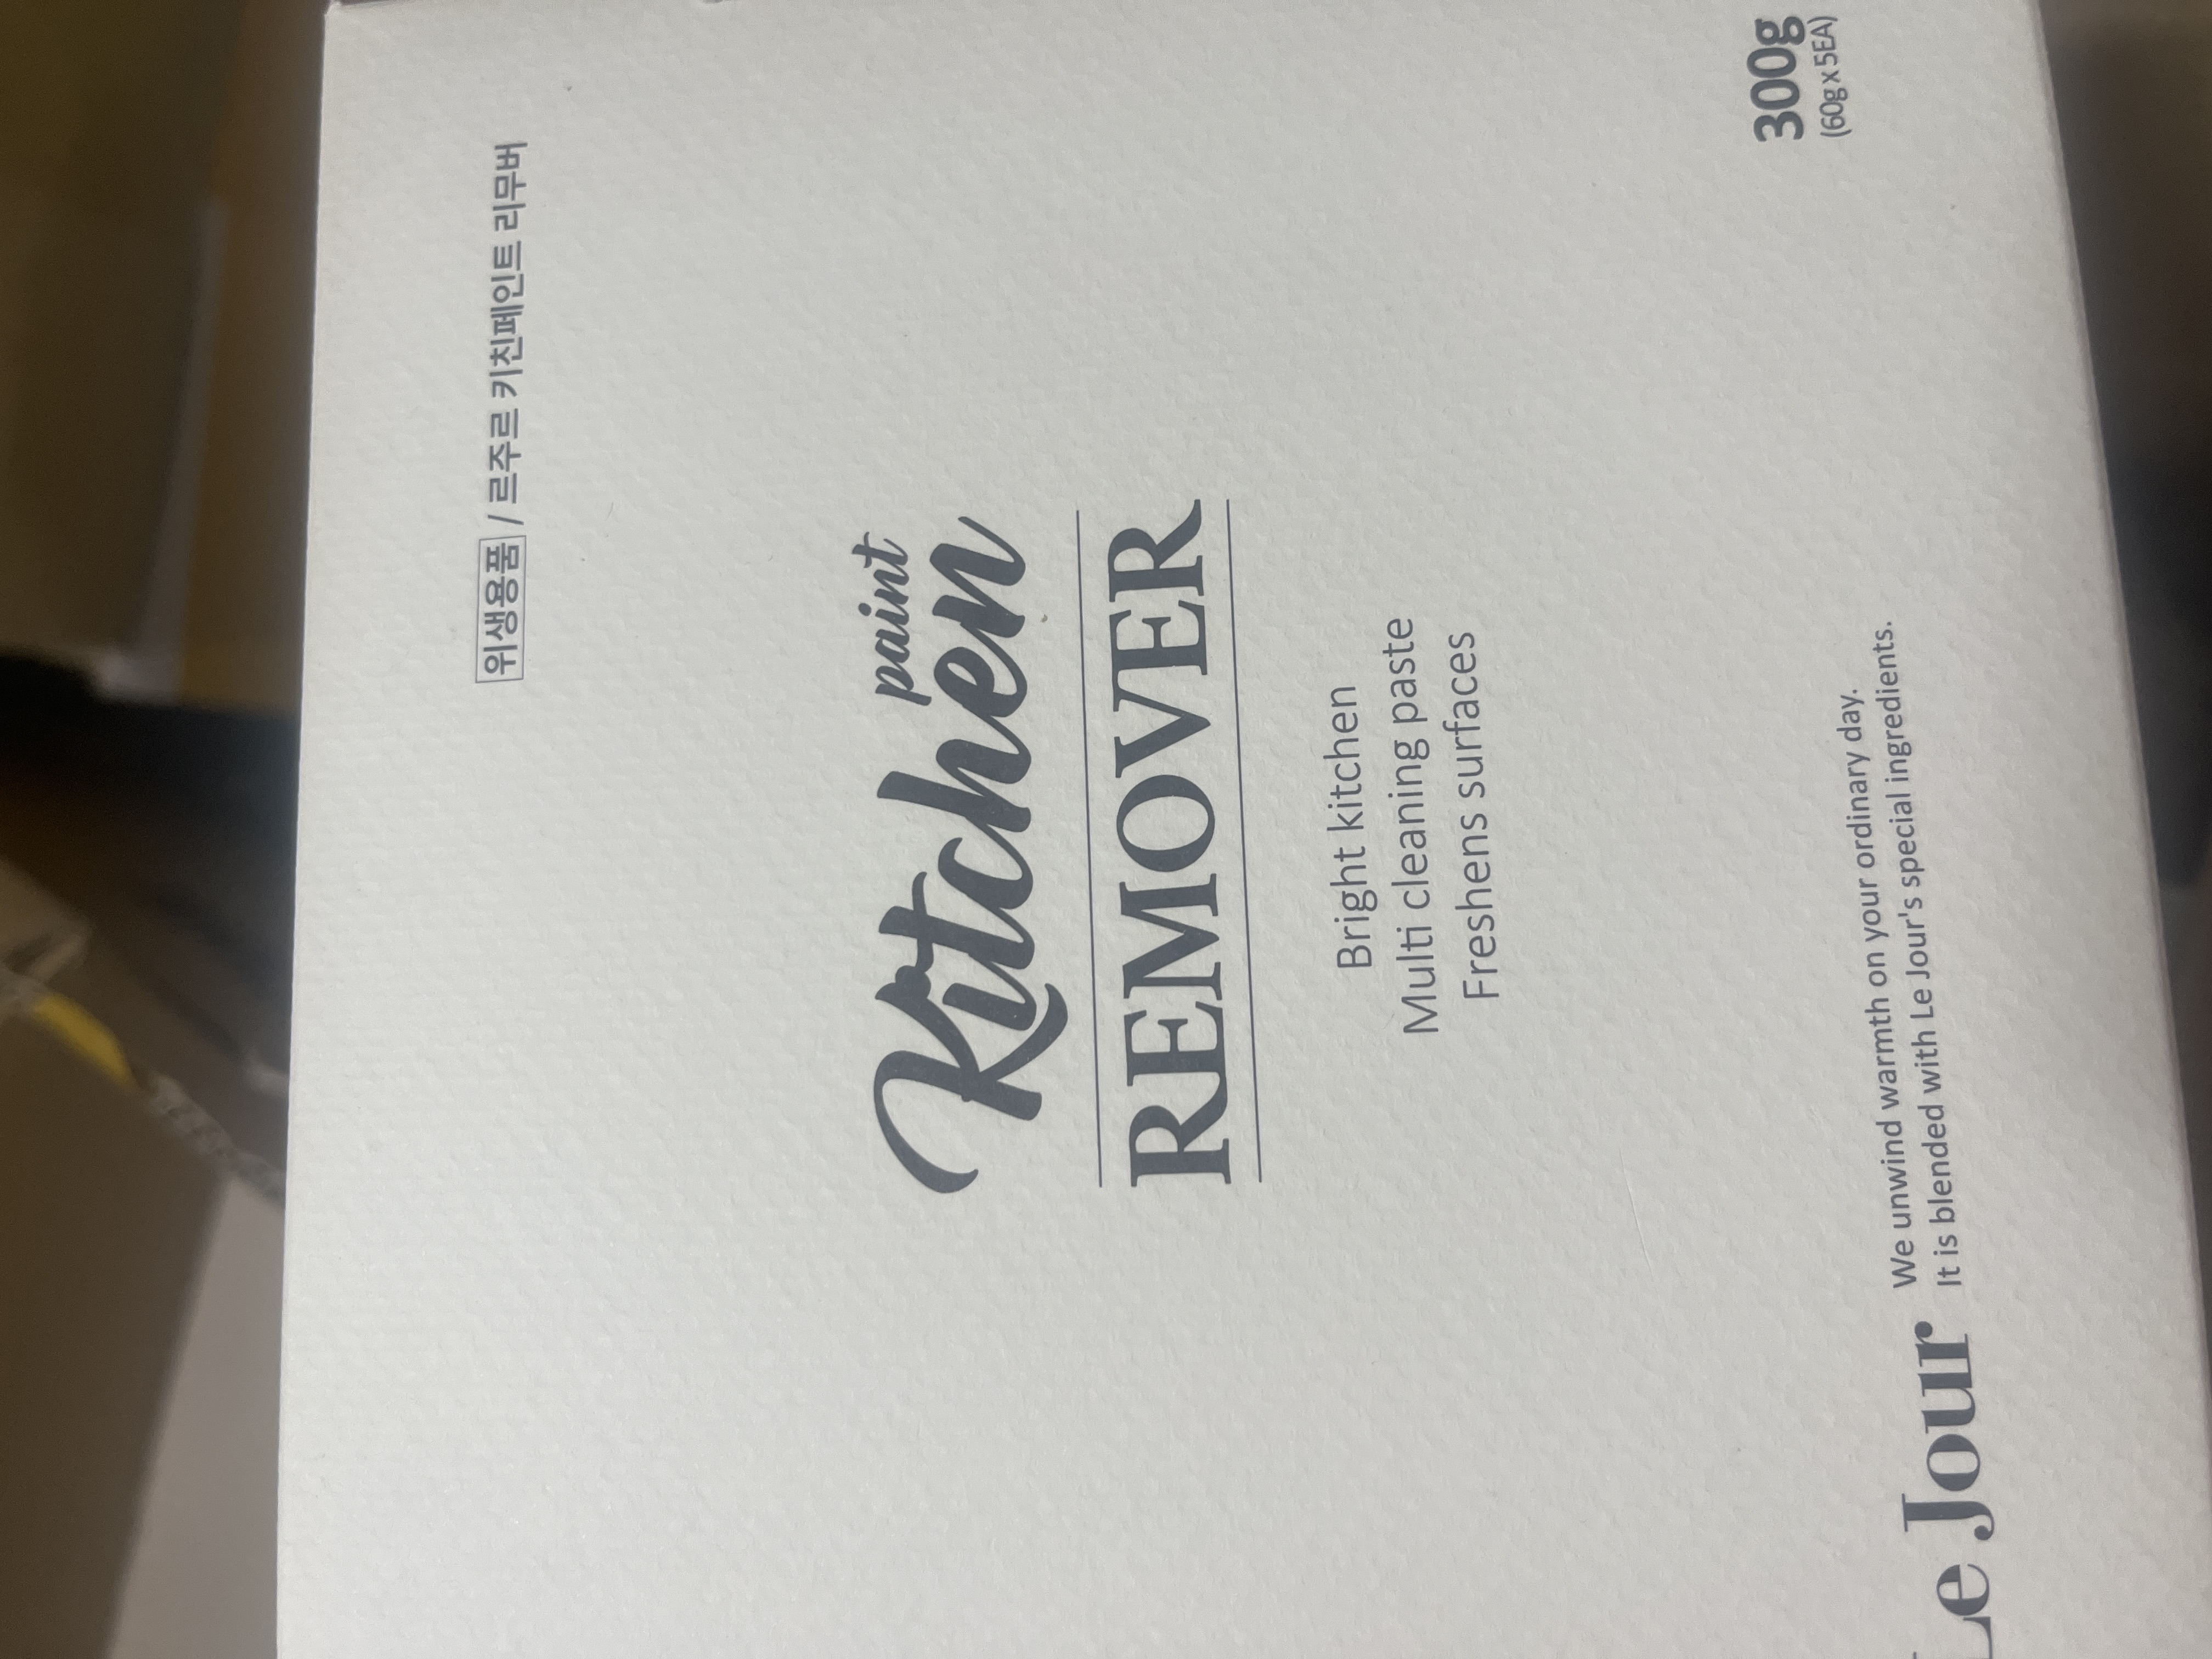 위생용품 / 르주르 키친페인트 리무버
paint
Kitchen
REMOVER
Bright kitchen
Multi cleaning paste
Freshens surfaces
300g
(60g x 5EA)
Le Jour
We unwind warmth on your ordinary day.
It is blended with Le Jour's special ingredients.